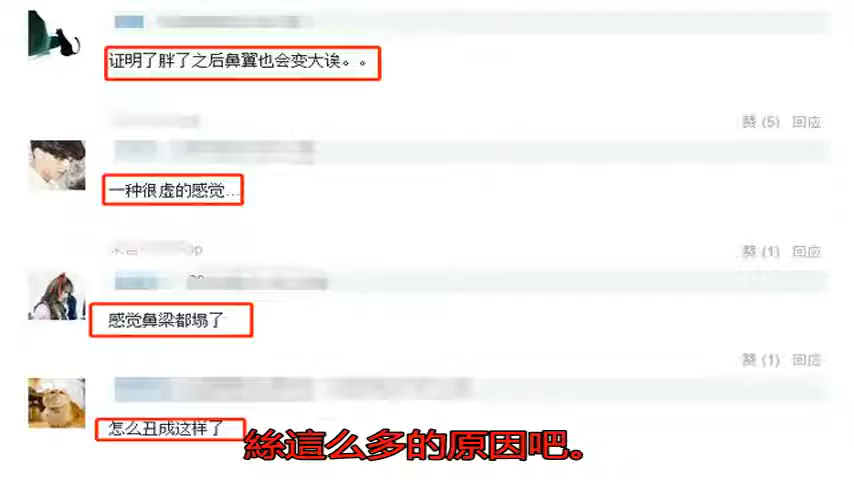 证明了胖了之后鼻翼也会变大诶。。
赞 (5) 回应
一种很虚的感觉...
赞 (1) 回应
感觉鼻梁都塌了
赞 (1) 回应
怎么丑成这样了
絲這么多的原因吧。